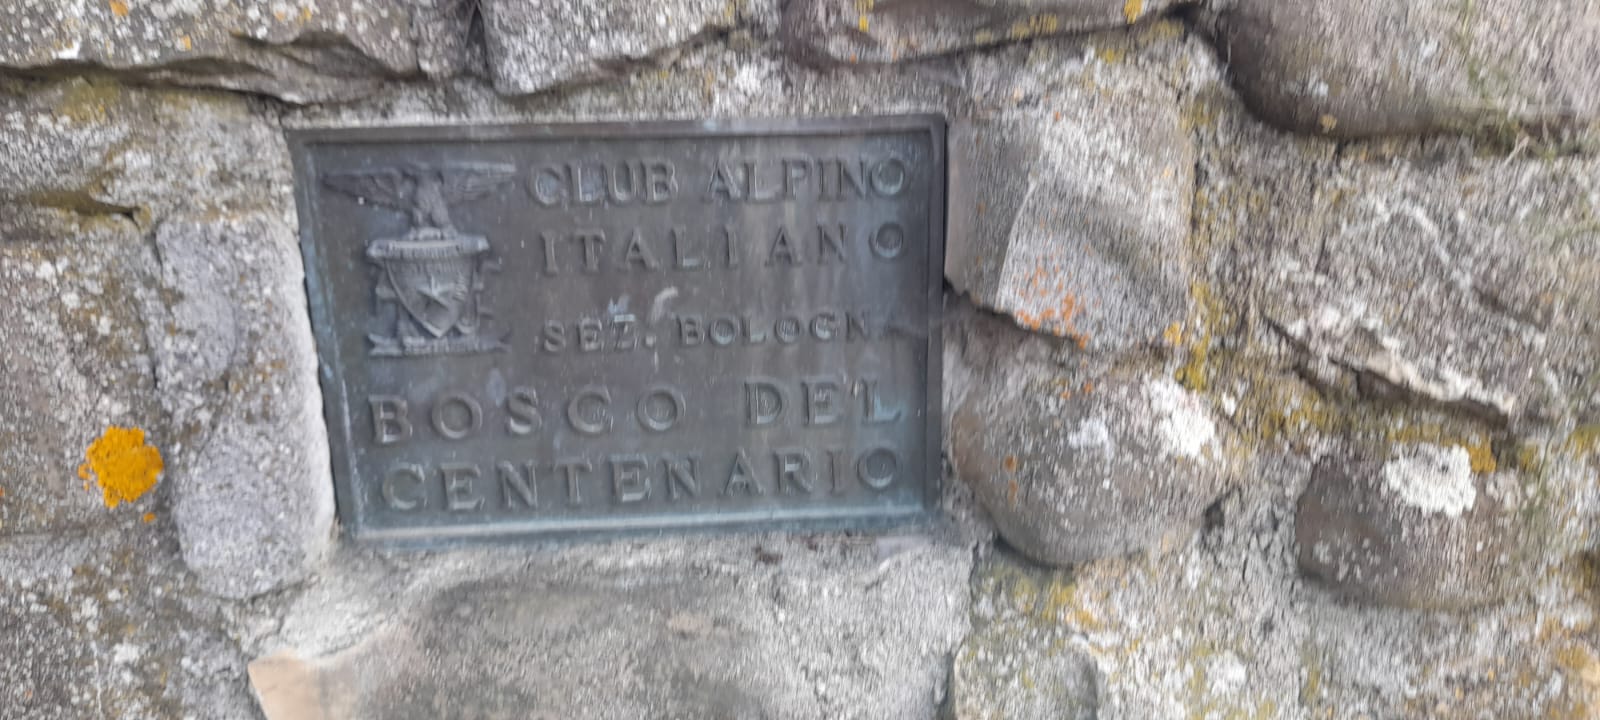 CLUB ALPINO
ITALIANO
SEZ. BOLOGNA
BOSCO DEL
CENTENARIO